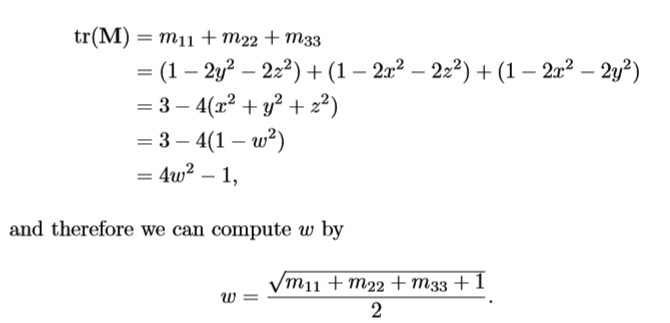 tr(M) = m₁₁ + m₂₂ + m₃₃
= (1 − 2y² − 2z²) + (1 − 2x² − 2z²) + (1 − 2x² − 2y²)
= 3 − 4(x² + y² + z²)
= 3 − 4(1 − w²)
= 4w² − 1,
and therefore we can compute w by
w = √(m₁₁ + m₂₂ + m₃₃ + 1) / 2.